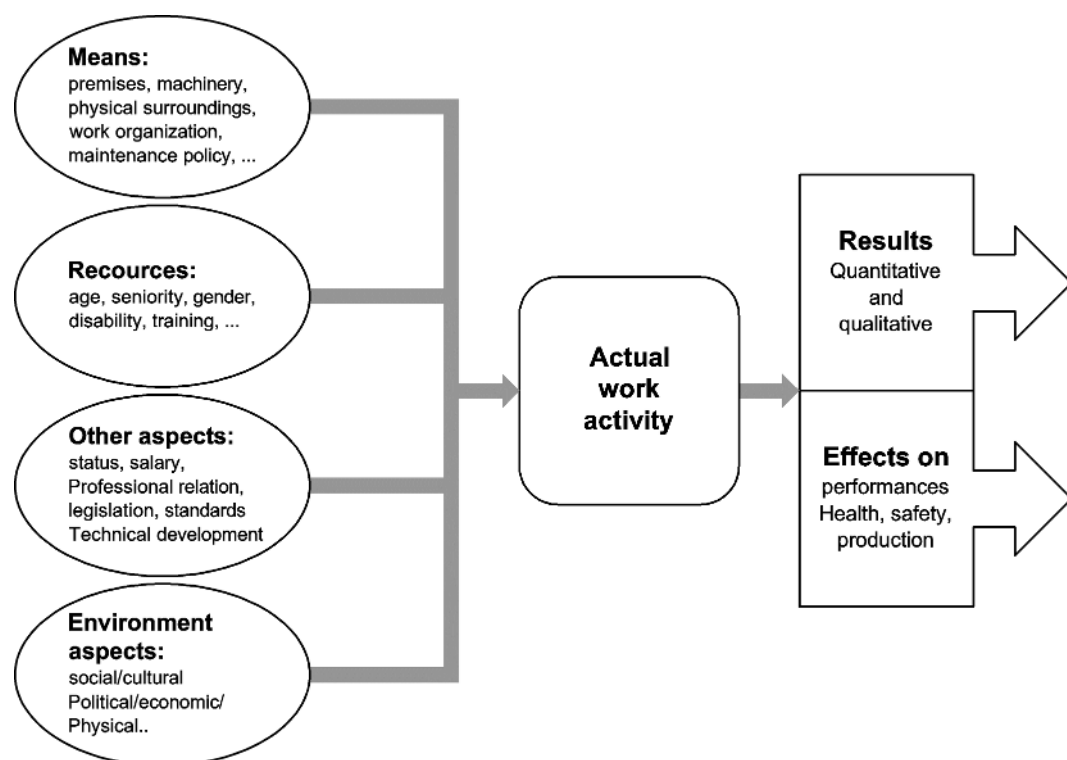 Means:
premises, machinery,
physical surroundings,
work organization,
maintenance policy, ...
Recources:
age, seniority, gender,
disability, training, ...
Other aspects:
status, salary,
Professional relation,
legislation, standards
Technical development
Environment
aspects:
social/cultural
Political/economic/
Physical..
Actual
work
activity
Results
Quantitative
and
qualitative
Effects on
performances
Health, safety,
production